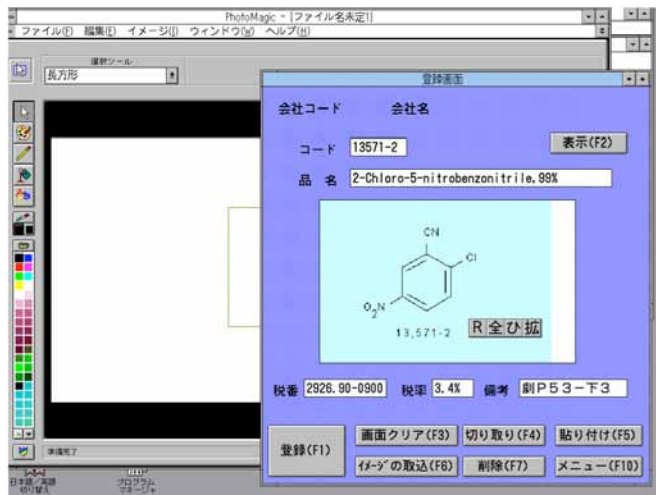 PhotoMagic - [ファイル名未定1]
ファイル(F) 編集(E) イメージ(I) ウィンドウ(W) ヘルプ(H)
選択ツール
長方形
登録画面
会社コード 会社名
コード 13571-2 表示(F2)
品 名 2-Chloro-5-nitrobenzonitrile,99%
CN
Cl
O2N
13,571-2
R 全 ひ 拡
税番 2926.90-0900 税率 3.4% 備考 劇P53-下3
登録(F1) 画面クリア(F3) 切り取り(F4) 貼り付け(F5)
イメージの取込(F6) 削除(F7) メニュー(F10)
準備完了
日本語/英語
切り替え
プログラム
マネージャ